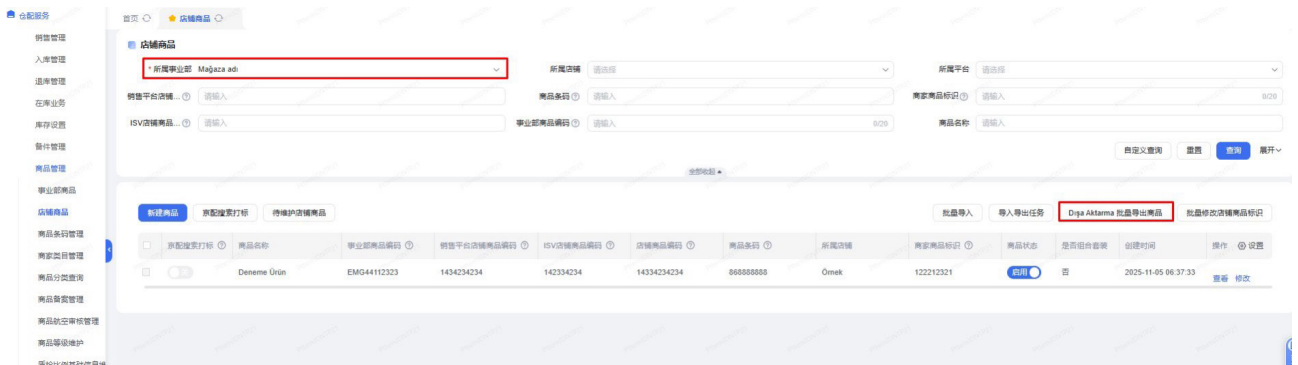 仓配服务
首页 店铺商品
销售管理
入库管理
退库管理
在库业务
库存设置
备件管理
商品管理
事业部商品
店铺商品
商品条码管理
商家类目管理
商品分类查询
商品备案管理
商品航空审核管理
商品等级维护
店铺商品
* 所属事业部 Mağaza adı 所属店铺 请选择 所属平台 请选择
销售平台店铺... 请输入 商品条码 请输入 商家商品标识 请输入 0/20
ISV店铺商品... 请输入 事业部商品编码 请输入 0/20 商品名称 请输入
自定义查询 重置 查询 展开
全部收起
新建商品 京配搜索打标 待维护店铺商品 批量导入 导入导出任务 Dışa Aktarma 批量导出商品 批量修改店铺商品标识
京配搜索打标 商品名称 事业部商品编码 销售平台店铺商品编码 ISV店铺商品编码 店铺商品编码 商品条码 所属店铺 商家商品标识 商品状态 是否组合套装 创建时间 操作 设置
Deneme Ürün EMG44112323 1434234234 142334234 14334234234 868888888 Örnek 122212321 启用 否 2025-11-05 06:37:33 查看 修改